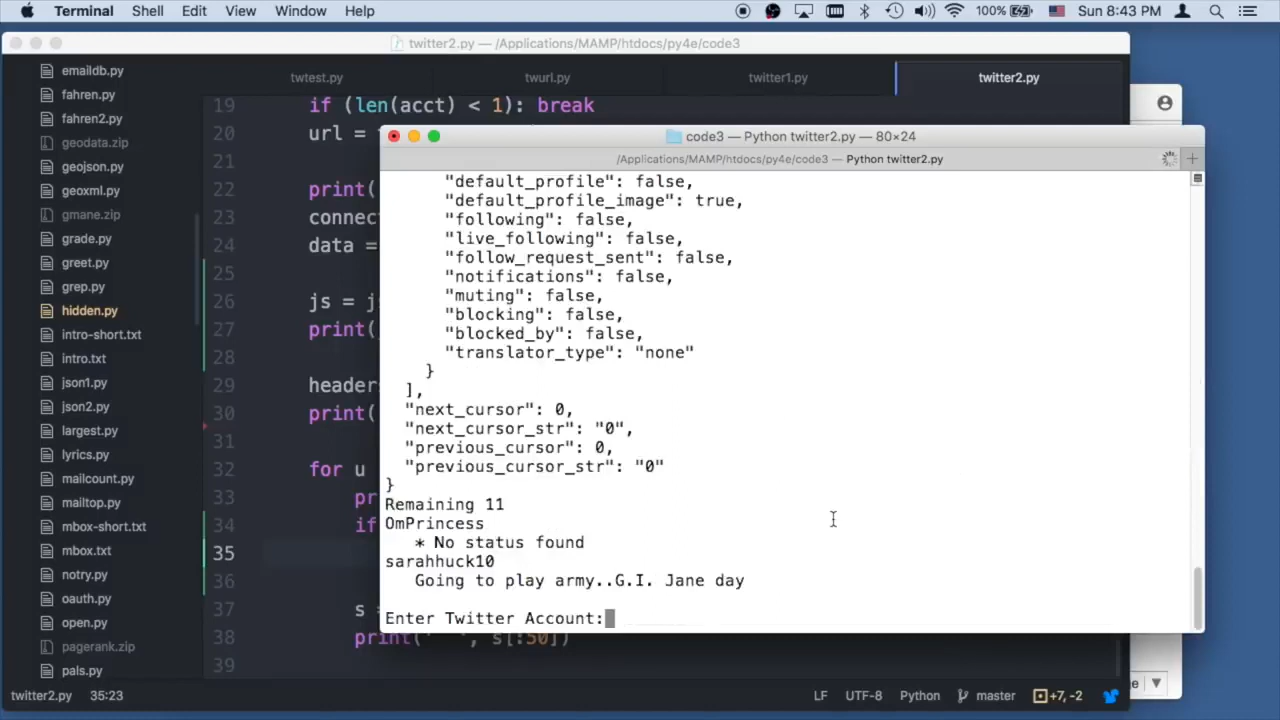 Terminal Shell Edit View Window Help 100% Sun 8:43 PM
twitter2.py — /Applications/MAMP/htdocs/py4e/code3
twtest.py twurl.py twitter1.py twitter2.py
emaildb.py
fahren.py
fahren2.py
geodata.zip
geojson.py
geoxml.py
gmane.zip
grade.py
greet.py
grep.py
hidden.py
intro-short.txt
intro.txt
json1.py
json2.py
largest.py
lyrics.py
mailcount.py
mailtop.py
mbox-short.txt
mbox.txt
notry.py
oauth.py
open.py
pagerank.zip
pals.py
19 if (len(acct) < 1): break
20 url =
21
22 print(
23 connec
24 data =
25
26 js = j
27 print(
28
29 headers
30 print(
31
32 for u
33 pr
34 if
35
36
37 s =
38 print(' ', s[:50])
39
code3 — Python twitter2.py — 80×24
/Applications/MAMP/htdocs/py4e/code3 — Python twitter2.py
"default_profile": false,
"default_profile_image": true,
"following": false,
"live_following": false,
"follow_request_sent": false,
"notifications": false,
"muting": false,
"blocking": false,
"blocked_by": false,
"translator_type": "none"
}
],
"next_cursor": 0,
"next_cursor_str": "0",
"previous_cursor": 0,
"previous_cursor_str": "0"
}
Remaining 11
OmPrincess
* No status found
sarahhuck10
Going to play army..G.I. Jane day
Enter Twitter Account:
e
twitter2.py 35:23 LF UTF-8 Python master +7, -2